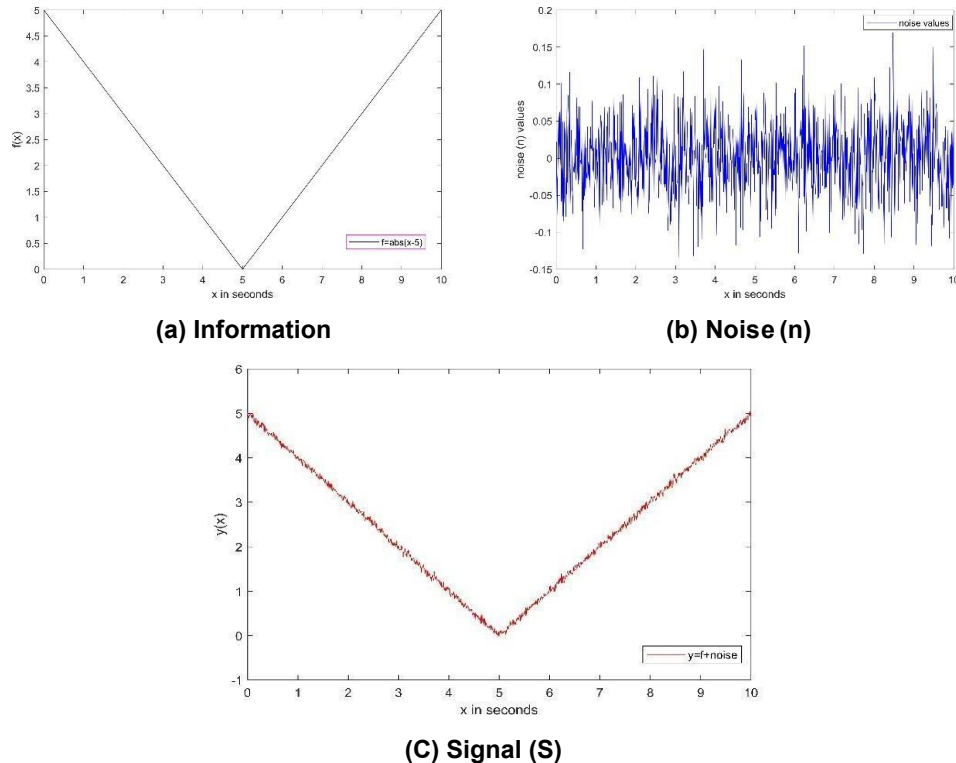 5
4.5
4
3.5
3
2.5
2
1.5
1
0.5
0
f(x)
f=abs(x-5)
0 1 2 3 4 5 6 7 8 9 10
x in seconds
(a) Information
0.2
0.15
0.1
0.05
0
-0.05
-0.1
-0.15
noise (n) values
noise values
0 1 2 3 4 5 6 7 8 9 10
x in seconds
(b) Noise (n)
6
5
4
3
2
1
0
-1
y(x)
y=f+noise
0 1 2 3 4 5 6 7 8 9 10
x in seconds
(C) Signal (S)